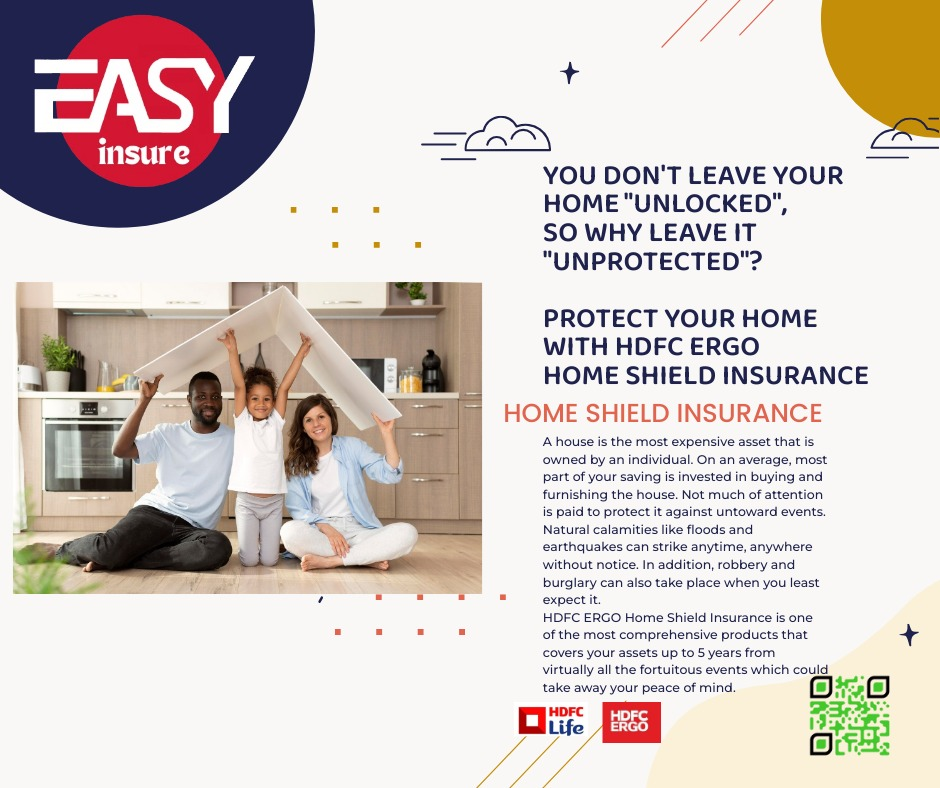 EASY
insure
YOU DON'T LEAVE YOUR
HOME "UNLOCKED",
SO WHY LEAVE IT
"UNPROTECTED"?
PROTECT YOUR HOME
WITH HDFC ERGO
HOME SHIELD INSURANCE
HOME SHIELD INSURANCE
A house is the most expensive asset that is
owned by an individual. On an average, most
part of your saving is invested in buying and
furnishing the house. Not much of attention
is paid to protect it against untoward events.
Natural calamities like floods and
earthquakes can strike anytime, anywhere
without notice. In addition, robbery and
burglary can also take place when you least
expect it.
HDFC ERGO Home Shield Insurance is one
of the most comprehensive products that
covers your assets up to 5 years from
virtually all the fortuitous events which could
take away your peace of mind.
HDFC
Life
HDFC
ERGO